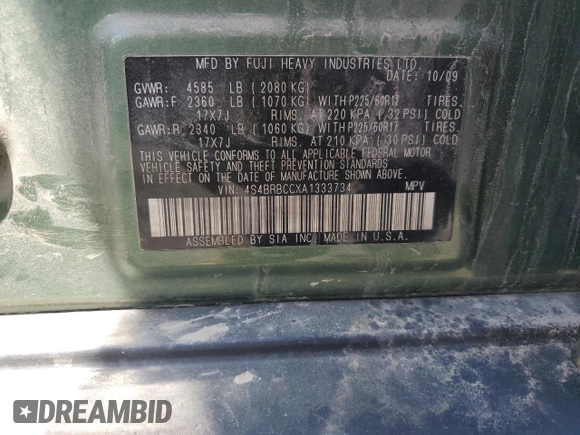 MFD BY FUJI HEAVY INDUSTRIES LTD.
DATE: 10/09
GVWR: 4585 LB (2080 KG)
GAWR:F 2360 LB (1070 KG) WITH P225/60R17 TIRES.
17X7J RIMS. AT 220 KPA (32 PSI) COLD
GAWR:R 2340 LB (1060 KG) WITH P225/60R17 TIRES.
17X7J RIMS. AT 210 KPA (30 PSI) COLD
THIS VEHICLE CONFORMS TO ALL APPLICABLE FEDERAL MOTOR
VEHICLE SAFETY AND THEFT PREVENTION STANDARDS
IN EFFECT ON THE DATE OF MANUFACTURE SHOWN ABOVE.
VIN: 4S4BRBCCXA1333734 MPV
ASSEMBLED BY SIA INC. MADE IN U.S.A.
DREAMBID